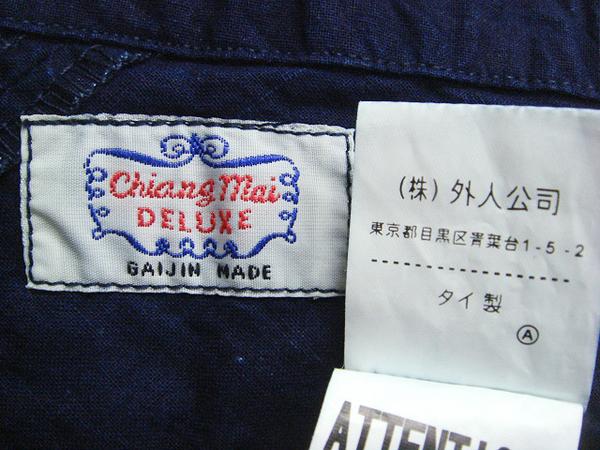 Chiang Mai
DELUXE
GAIJIN MADE
(株) 外人公司
東京都目黒区青葉台1-5-2
タイ製
Ⓐ